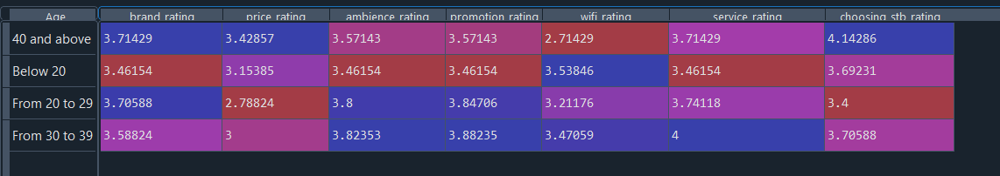 Age brand_rating price_rating ambience_rating promotion_rating wifi_rating service_rating choosing_stb_rating
40 and above 3.71429 3.42857 3.57143 3.57143 2.71429 3.71429 4.14286
Below 20 3.46154 3.15385 3.46154 3.46154 3.53846 3.46154 3.69231
From 20 to 29 3.70588 2.78824 3.8 3.84706 3.21176 3.74118 3.4
From 30 to 39 3.58824 3 3.82353 3.88235 3.47059 4 3.70588